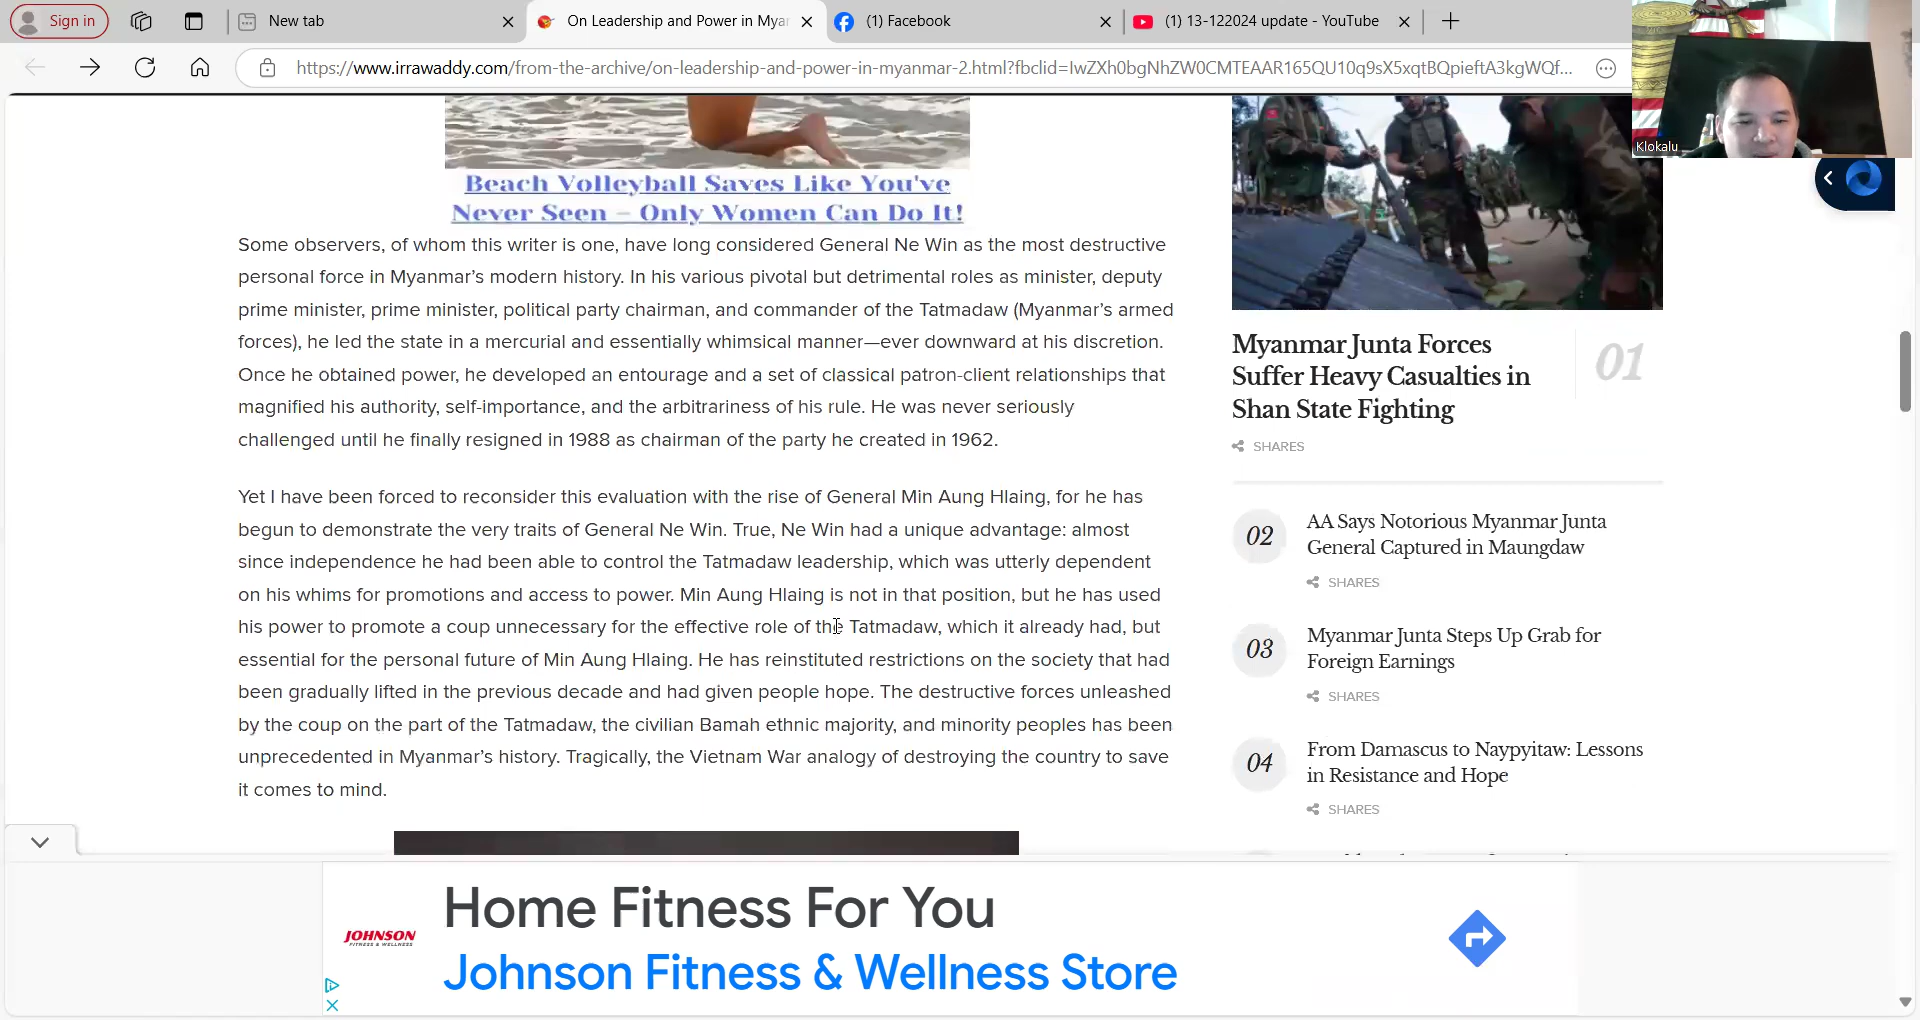 Sign in
New tab
On Leadership and Power in Myan
(1) Facebook
(1) 13-122024 update - YouTube
https://www.irrawaddy.com/from-the-archive/on-leadership-and-power-in-myanmar-2.html?fbclid=IwZXh0bgNhZW0CMTEAAR165QU10q9sX5xqtBQpieftA3kgWQf...
Klokalu
Beach Volleyball Saves Like You've
Never Seen – Only Women Can Do It!
Some observers, of whom this writer is one, have long considered General Ne Win as the most destructive
personal force in Myanmar's modern history. In his various pivotal but detrimental roles as minister, deputy
prime minister, prime minister, political party chairman, and commander of the Tatmadaw (Myanmar's armed
forces), he led the state in a mercurial and essentially whimsical manner—ever downward at his discretion.
Once he obtained power, he developed an entourage and a set of classical patron-client relationships that
magnified his authority, self-importance, and the arbitrariness of his rule. He was never seriously
challenged until he finally resigned in 1988 as chairman of the party he created in 1962.
Yet I have been forced to reconsider this evaluation with the rise of General Min Aung Hlaing, for he has
begun to demonstrate the very traits of General Ne Win. True, Ne Win had a unique advantage: almost
since independence he had been able to control the Tatmadaw leadership, which was utterly dependent
on his whims for promotions and access to power. Min Aung Hlaing is not in that position, but he has used
his power to promote a coup unnecessary for the effective role of the Tatmadaw, which it already had, but
essential for the personal future of Min Aung Hlaing. He has reinstituted restrictions on the society that had
been gradually lifted in the previous decade and had given people hope. The destructive forces unleashed
by the coup on the part of the Tatmadaw, the civilian Bamah ethnic majority, and minority peoples has been
unprecedented in Myanmar's history. Tragically, the Vietnam War analogy of destroying the country to save
it comes to mind.
Myanmar Junta Forces
Suffer Heavy Casualties in
Shan State Fighting
01
SHARES
02
AA Says Notorious Myanmar Junta
General Captured in Maungdaw
SHARES
03
Myanmar Junta Steps Up Grab for
Foreign Earnings
SHARES
04
From Damascus to Naypyitaw: Lessons
in Resistance and Hope
SHARES
JOHNSON
FITNESS & WELLNESS
Home Fitness For You
Johnson Fitness & Wellness Store